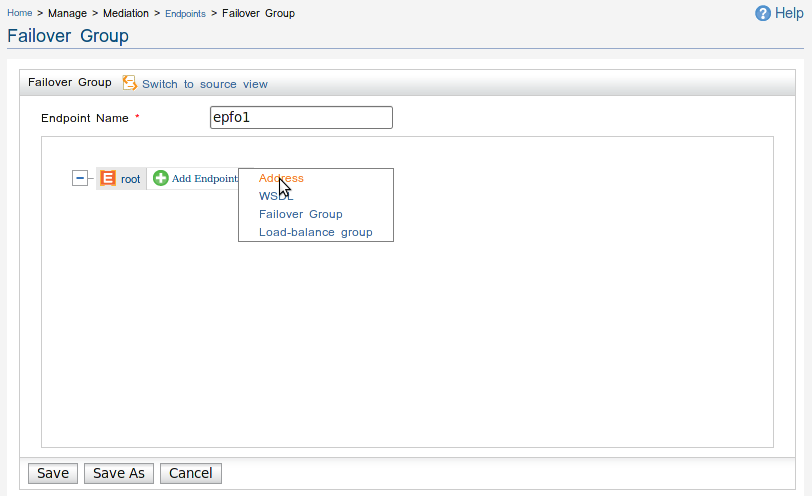 Home > Manage > Mediation > Endpoints > Failover Group
Help
Failover Group
Failover Group Switch to source view
Endpoint Name *
epfo1
root Add Endpoint
Address
WSDL
Failover Group
Load-balance group
Save Save As Cancel